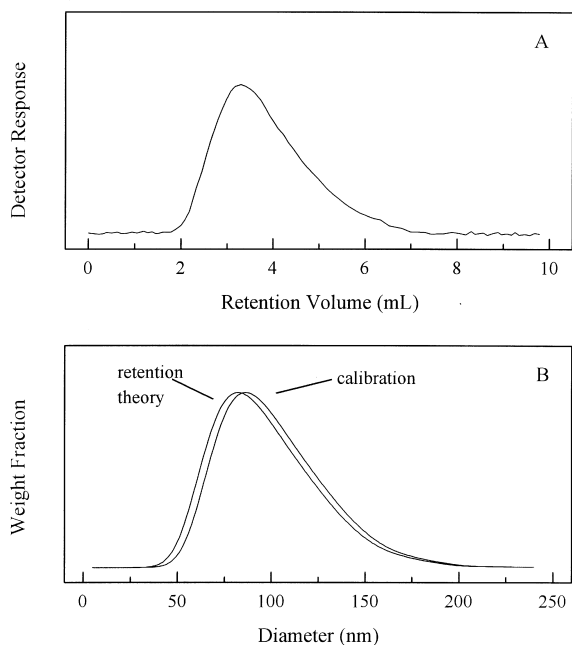 A
Detector Response
0 2 4 6 8 10
Retention Volume (mL)
B
retention
theory
calibration
Weight Fraction
0 50 100 150 200 250
Diameter (nm)